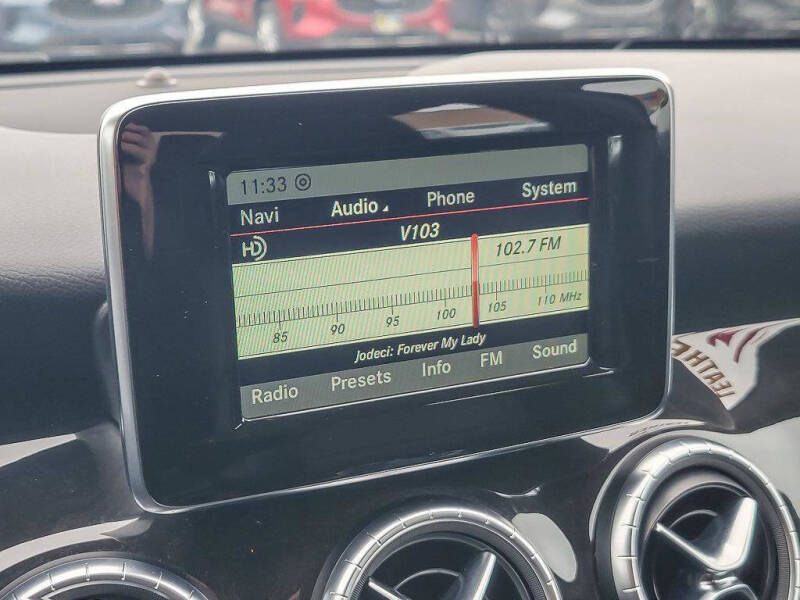 11:33
Navi Audio Phone System
HD V103
102.7 FM
85 90 95 100 105 110 MHz
Jodeci: Forever My Lady
Radio Presets Info FM Sound